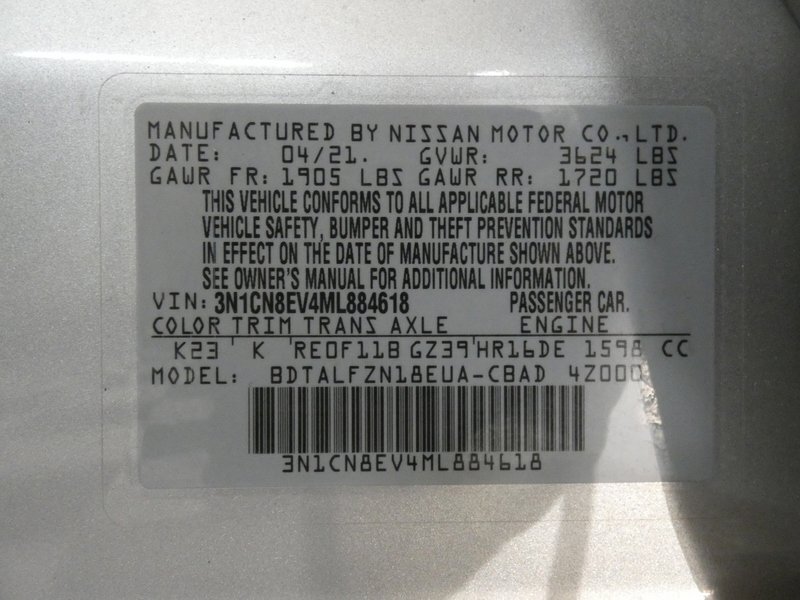 MANUFACTURED BY NISSAN MOTOR CO.,LTD.
DATE: 04/21. GVWR: 3624 LBS
GAWR FR: 1905 LBS GAWR RR: 1720 LBS
THIS VEHICLE CONFORMS TO ALL APPLICABLE FEDERAL MOTOR
VEHICLE SAFETY, BUMPER AND THEFT PREVENTION STANDARDS
IN EFFECT ON THE DATE OF MANUFACTURE SHOWN ABOVE.
SEE OWNER'S MANUAL FOR ADDITIONAL INFORMATION.
VIN: 3N1CN8EV4ML884618 PASSENGER CAR.
COLOR TRIM TRANS AXLE ENGINE
K23 K RE0F11B GZ39 HR16DE 1598 CC
MODEL: BDTALFZN18EUA-CBAD 4Z000
3N1CN8EV4ML884618